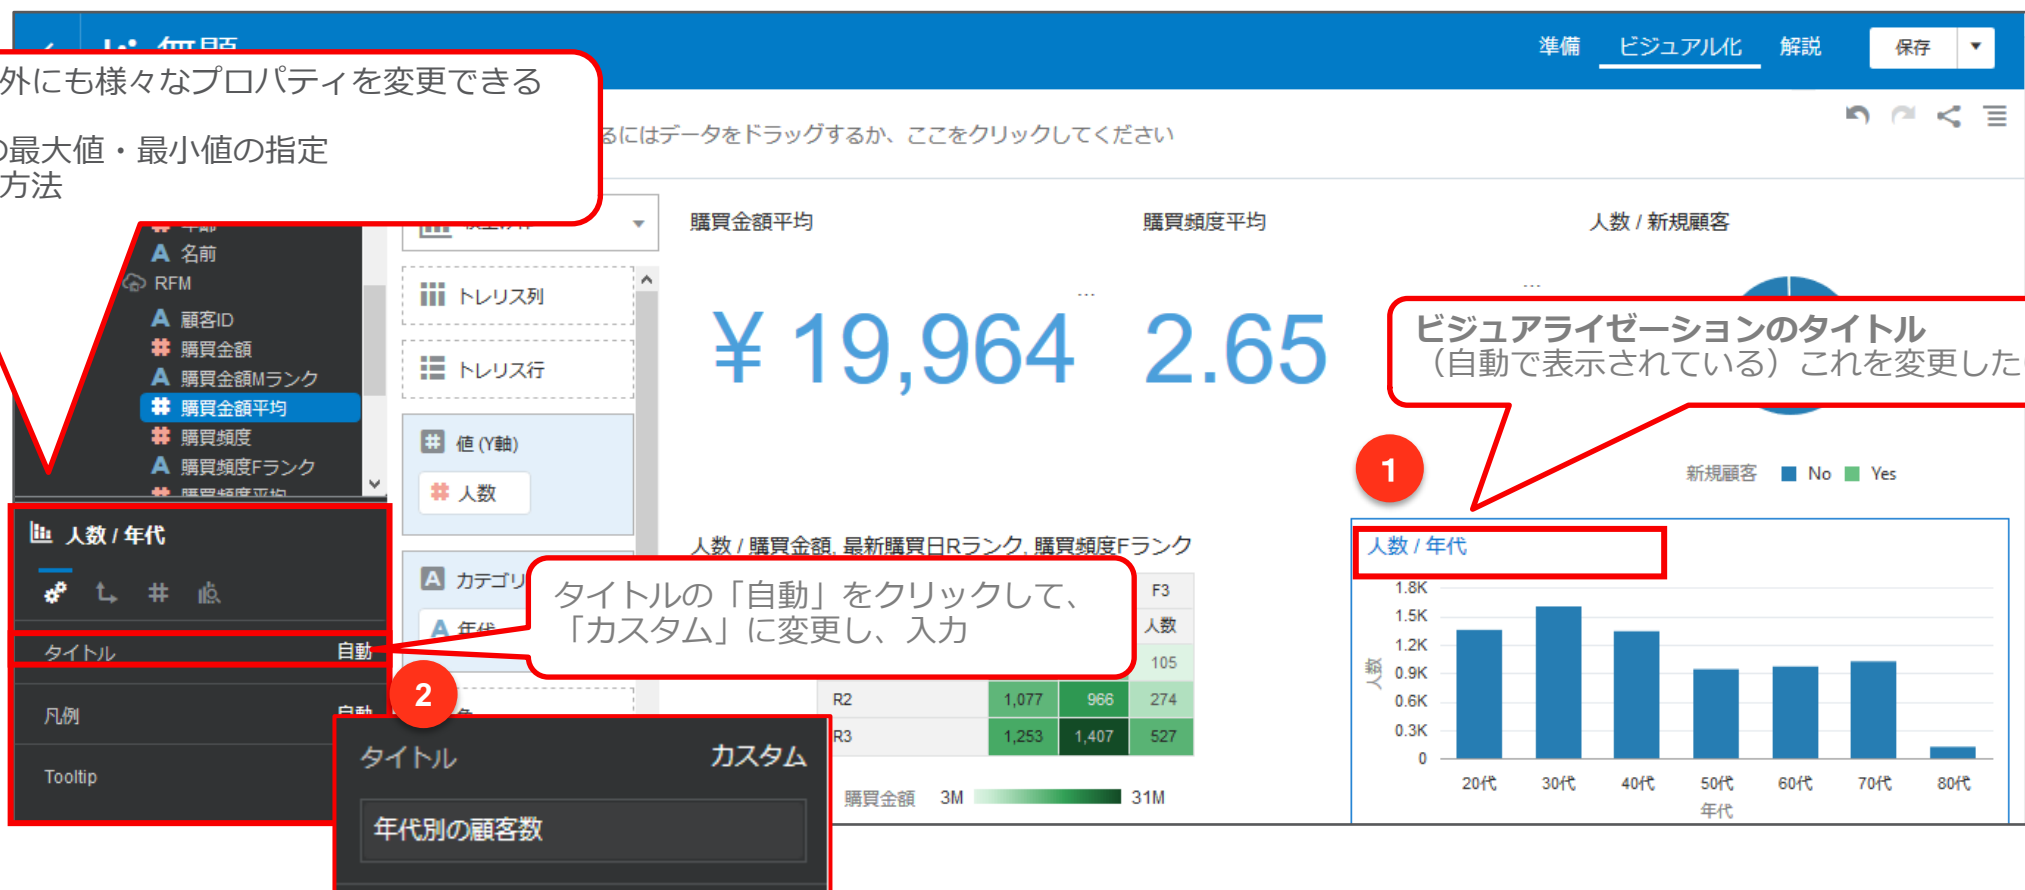 無題
準備 ビジュアル化 解説 保存
外にも様々なプロパティを変更できる
の最大値・最小値の指定
方法
るにはデータをドラッグするか、ここをクリックしてください
名前
RFM
顧客ID
購買金額
購買金額Mランク
購買金額平均
購買頻度
購買頻度Fランク
購買頻度平均
トレリス列
トレリス行
値 (Y軸)
人数
カテゴリ
年代
購買金額平均
...
¥ 19,964
購買頻度平均
...
2.65
人数 / 新規顧客
新規顧客 No Yes
ビジュアライゼーションのタイトル
（自動で表示されている）これを変更した
1
人数 / 年代
タイトル 自動
凡例 自動
Tooltip
タイトルの「自動」をクリックして、
「カスタム」に変更し、入力
2
タイトル カスタム
年代別の顧客数
人数 / 購買金額, 最新購買日Rランク, 購買頻度Fランク
F3
人数
105
R2 1,077 966 274
R3 1,253 1,407 527
購買金額 3M 31M
人数 / 年代
人数
1.8K
1.5K
1.2K
0.9K
0.6K
0.3K
0
20代 30代 40代 50代 60代 70代 80代
年代